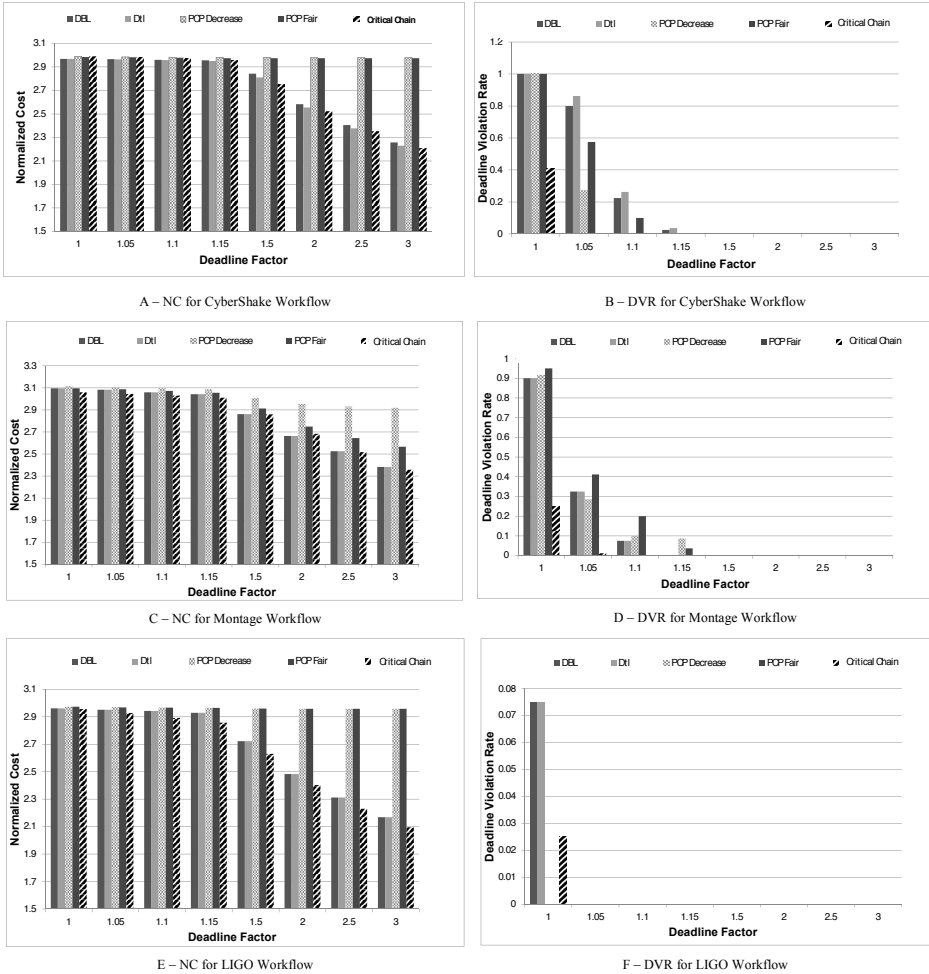 DBL Dtl PCP Decrease PCP Fair Critical Chain
3.1
2.9
2.7
2.5
2.3
2.1
1.9
1.7
1.5
Normalized Cost
1 1.05 1.1 1.15 1.5 2 2.5 3
Deadline Factor
A – NC for CyberShake Workflow
DBL Dtl PCP Decrease PCP Fair Critical Chain
1.2
1
0.8
0.6
0.4
0.2
0
Deadline Violation Rate
1 1.05 1.1 1.15 1.5 2 2.5 3
Deadline Factor
B – DVR for CyberShake Workflow
DBL Dtl PCP Decrease PCP Fair Critical Chain
3.3
3.1
2.9
2.7
2.5
2.3
2.1
1.9
1.7
1.5
Normalized Cost
1 1.05 1.1 1.15 1.5 2 2.5 3
Deadline Factor
C – NC for Montage Workflow
DBL Dtl PCP Decrease PCP Fair Critical Chain
1
0.9
0.8
0.7
0.6
0.5
0.4
0.3
0.2
0.1
0
Deadline Violation Rate
1 1.05 1.1 1.15 1.5 2 2.5 3
Deadline Factor
D – DVR for Montage Workflow
DBL Dtl PCP Decrease PCP Fair Critical Chain
3.1
2.9
2.7
2.5
2.3
2.1
1.9
1.7
1.5
Normalized Cost
1 1.05 1.1 1.15 1.5 2 2.5 3
Deadline Factor
E – NC for LIGO Workflow
DBL Dtl PCP Decrease PCP Fair Critical Chain
0.08
0.07
0.06
0.05
0.04
0.03
0.02
0.01
0
Deadline Violation Rate
1 1.05 1.1 1.15 1.5 2 2.5 3
Deadline Factor
F – DVR for LIGO Workflow